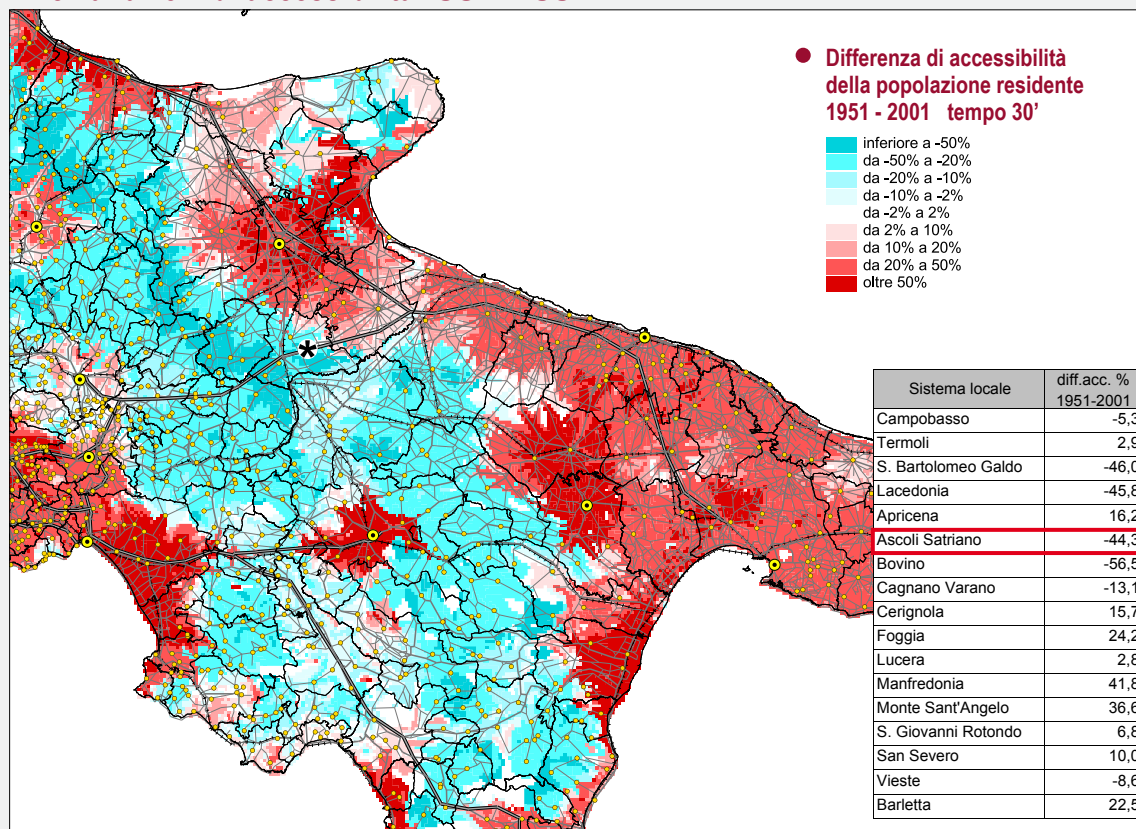 Differenza di accessibilità
della popolazione residente
1951 - 2001 tempo 30'
inferiore a -50%
da -50% a -20%
da -20% a -10%
da -10% a -2%
da -2% a 2%
da 2% a 10%
da 10% a 20%
da 20% a 50%
oltre 50%
*
Sistema locale diff.acc. %
1951-2001
Campobasso -5,3
Termoli 2,9
S. Bartolomeo Galdo -46,0
Lacedonia -45,8
Apricena 16,2
Ascoli Satriano -44,3
Bovino -56,5
Cagnano Varano -13,1
Cerignola 15,7
Foggia 24,2
Lucera 2,8
Manfredonia 41,8
Monte Sant'Angelo 36,6
S. Giovanni Rotondo 6,8
San Severo 10,0
Vieste -8,6
Barletta 22,5